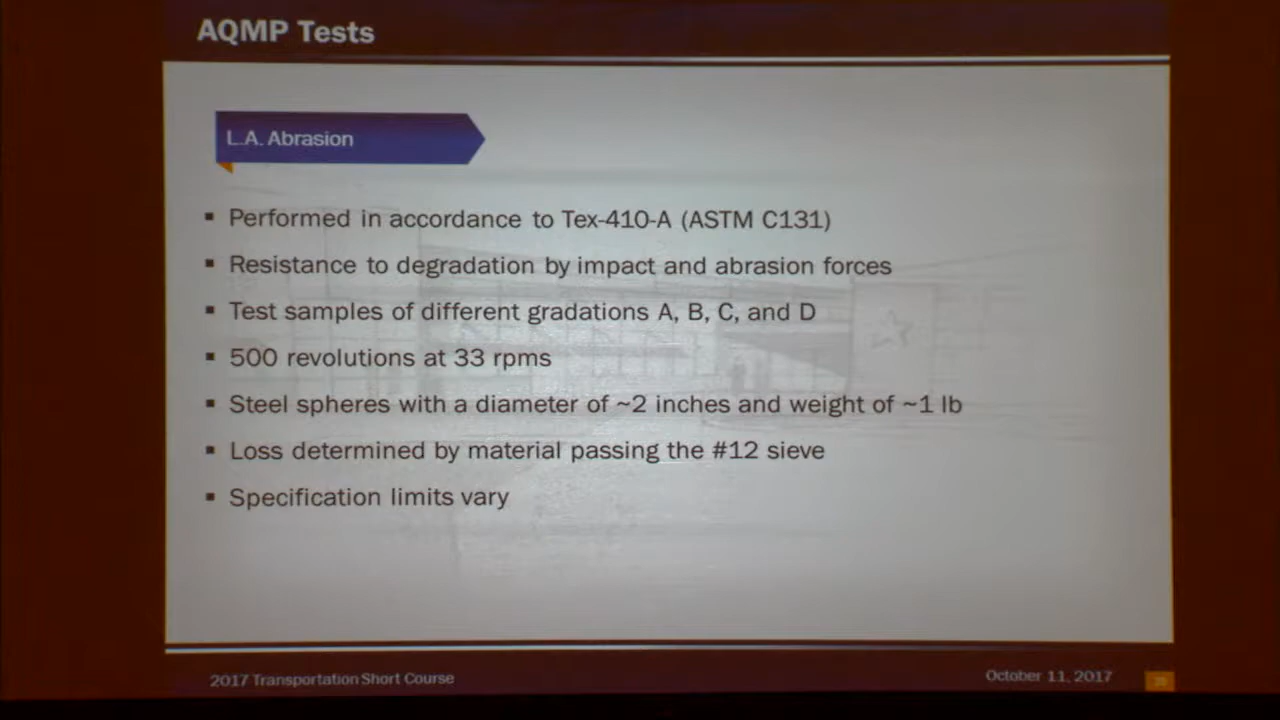 AQMP Tests
L.A. Abrasion
▪ Performed in accordance to Tex-410-A (ASTM C131)
▪ Resistance to degradation by impact and abrasion forces
▪ Test samples of different gradations A, B, C, and D
▪ 500 revolutions at 33 rpms
▪ Steel spheres with a diameter of ~2 inches and weight of ~1 lb
▪ Loss determined by material passing the #12 sieve
▪ Specification limits vary
2017 Transportation Short Course
October 11, 2017